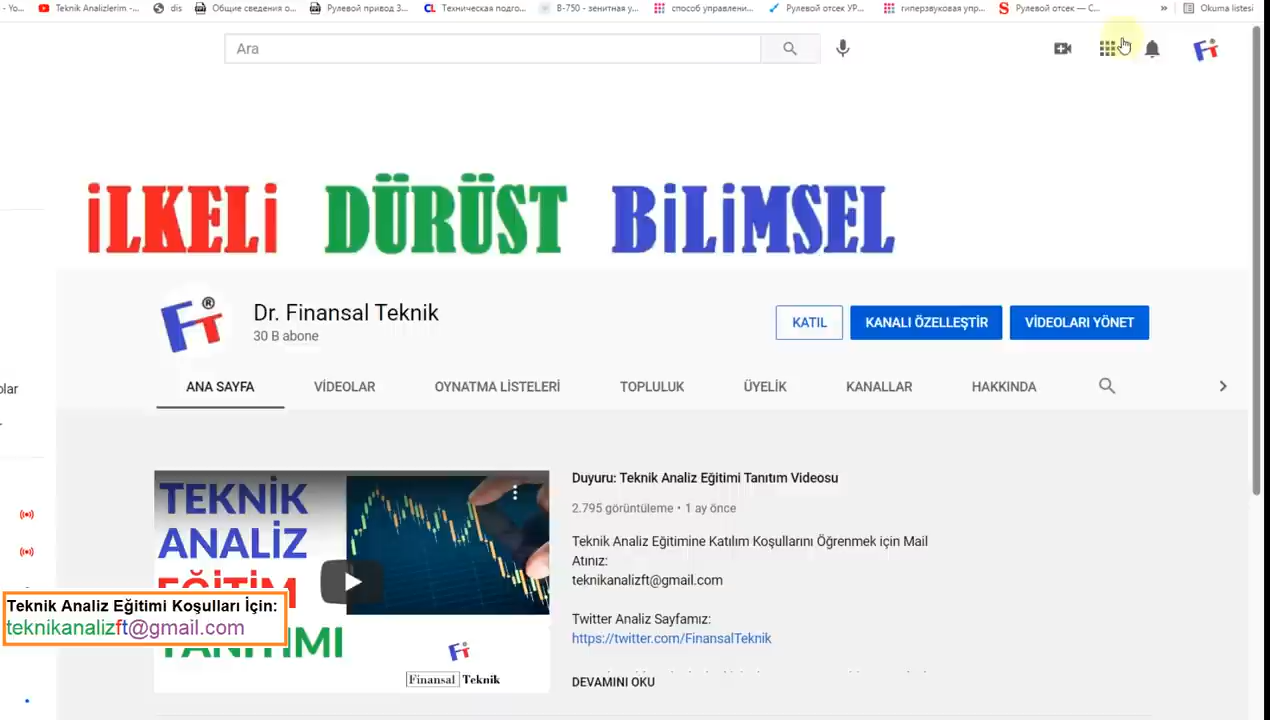 Teknik Analizlerim -...
dis
Общие сведения о...
Рулевой привод З...
Техническая подго...
В-750 - зенитная у...
способ управлени...
Рулевой отсек УР...
гиперзвуковая упр...
Рулевой отсек — С...
»
Okuma listesi
Ara
İLKELİ DÜRÜST BİLİMSEL
FT ®
Dr. Finansal Teknik
30 B abone
KATIL
KANALI ÖZELLEŞTİR
VİDEOLARI YÖNET
ANA SAYFA
VİDEOLAR
OYNATMA LİSTELERİ
TOPLULUK
ÜYELİK
KANALLAR
HAKKINDA
TEKNİK
ANALİZ
EĞİTİM
TANITIMI
Finansal Teknik
Duyuru: Teknik Analiz Eğitimi Tanıtım Videosu
2.795 görüntüleme • 1 ay önce
Teknik Analiz Eğitimine Katılım Koşullarını Öğrenmek için Mail
Atınız:
teknikanalizft@gmail.com
Twitter Analiz Sayfamız:
https://twitter.com/FinansalTeknik
DEVAMINI OKU
Teknik Analiz Eğitimi Koşulları İçin:
teknikanalizft@gmail.com